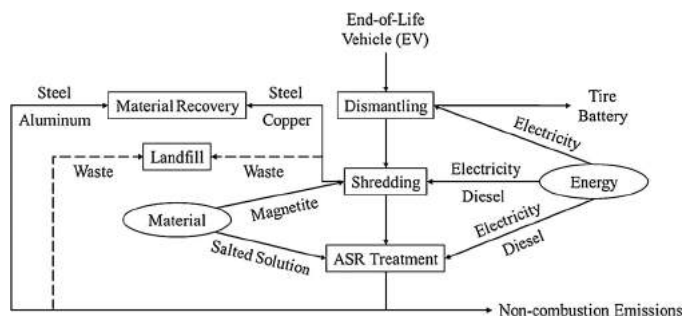 End-of-Life
Vehicle (EV)
Steel
Aluminum
Material Recovery
Steel
Copper
Dismantling
Tire
Battery
Electricity
Landfill
Waste
Waste
Shredding
Electricity
Diesel
Energy
Material
Magnetite
Salted Solution
Electricity
Diesel
ASR Treatment
Non-combustion Emissions